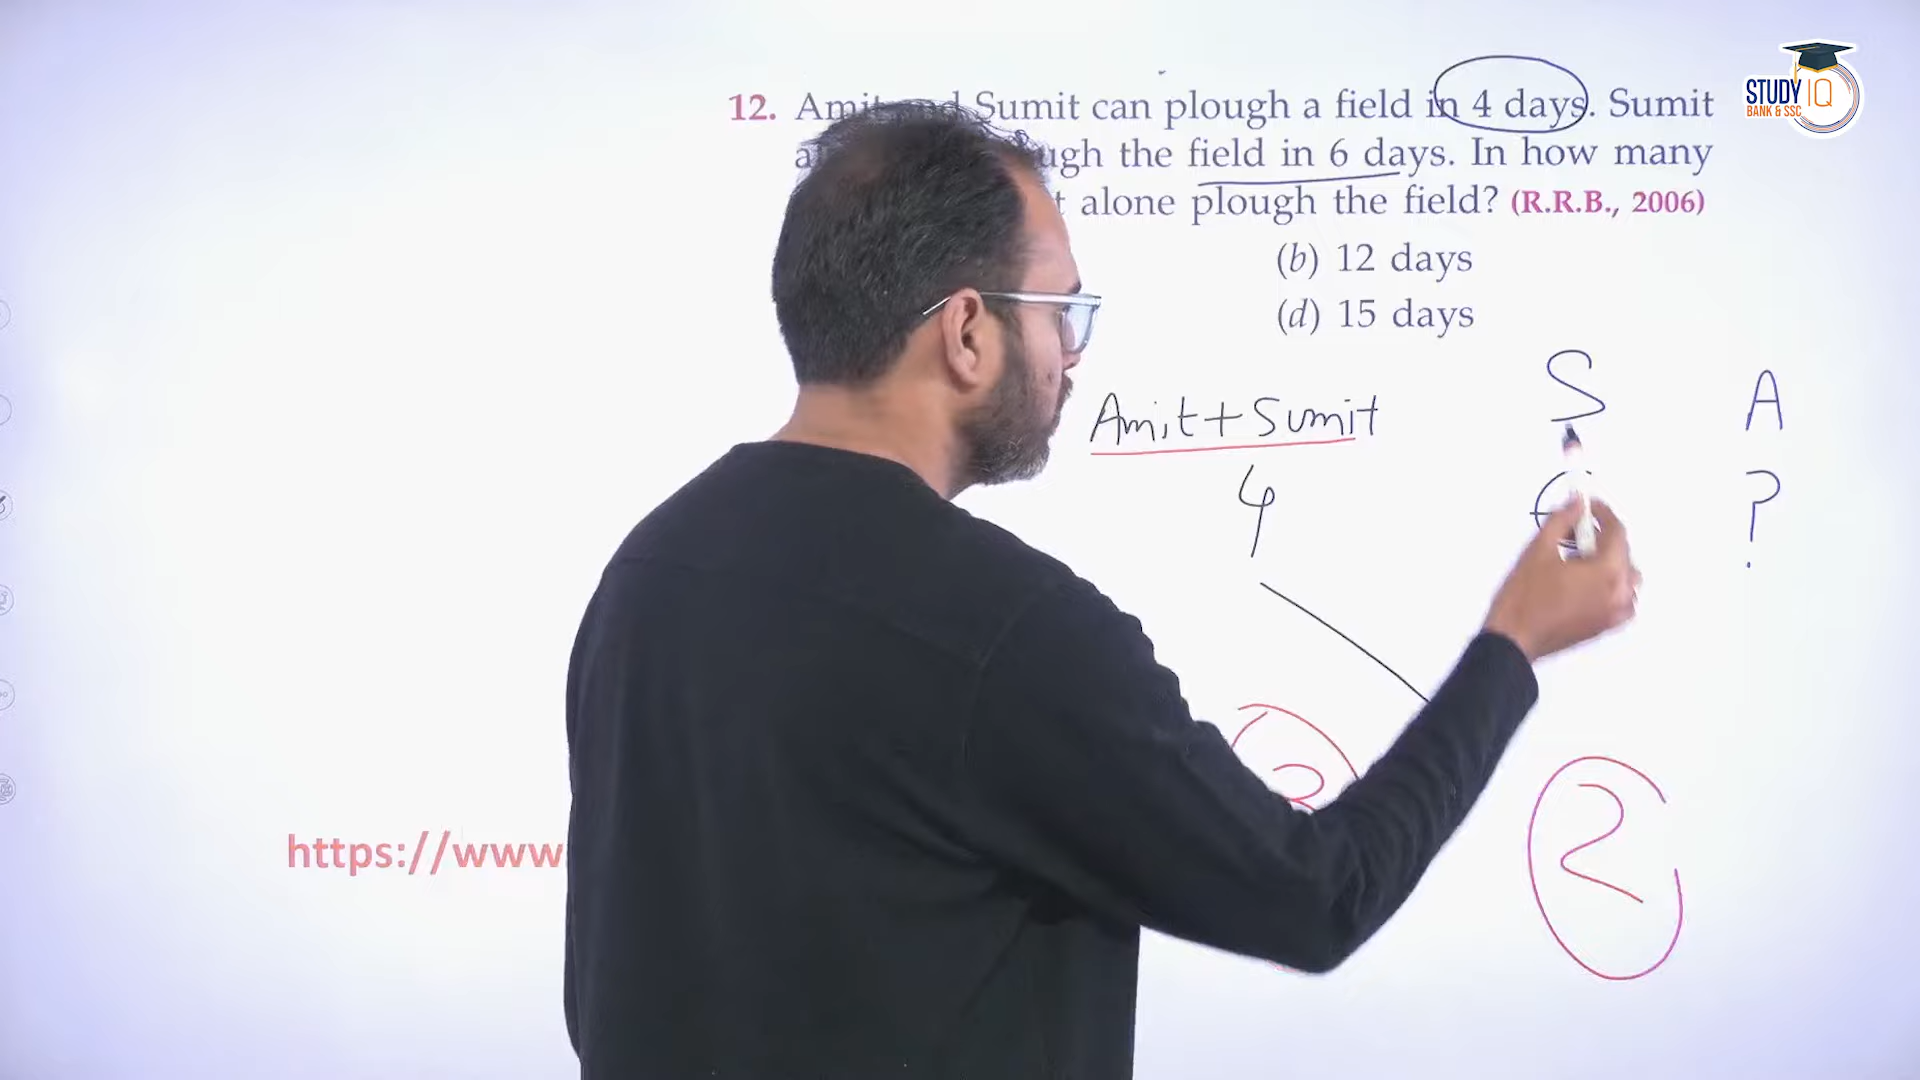 12. Amit and Sumit can plough a field in 4 days. Sumit
the field in 6 days. In how many
alone plough the field? (R.R.B., 2006)
(b) 12 days
(d) 15 days
STUDY IQ
BANK & SSC
S A
Amit + Sumit
4 ?
3
2
https://www